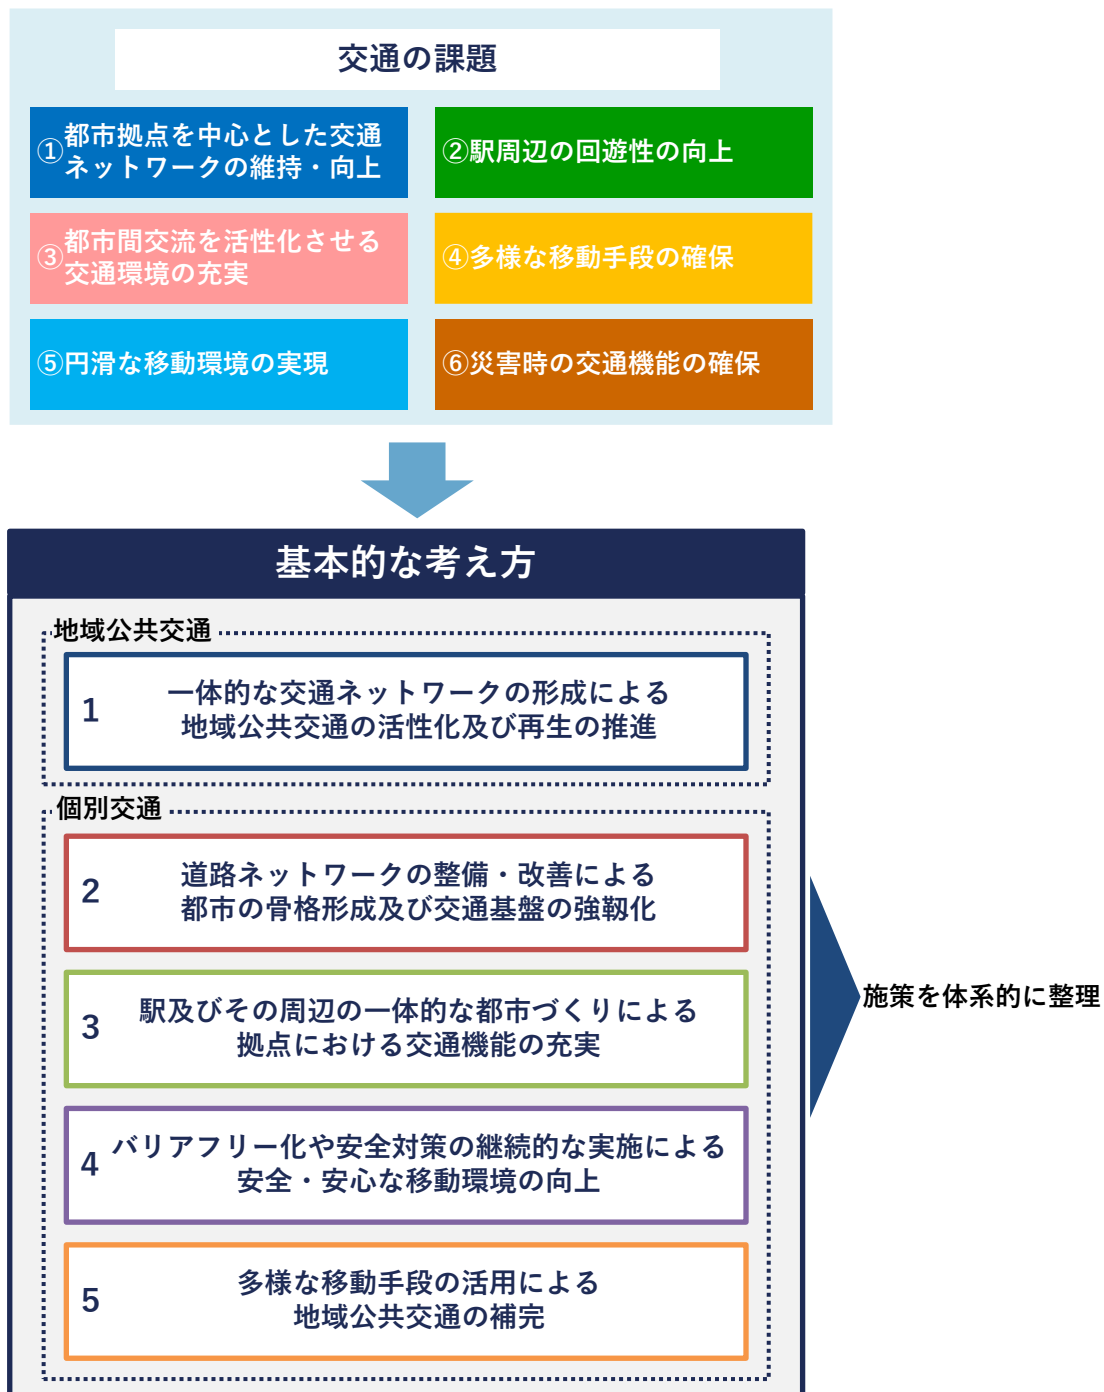 交通の課題
①都市拠点を中心とした交通
ネットワークの維持・向上
②駅周辺の回遊性の向上
③都市間交流を活性化させる
交通環境の充実
④多様な移動手段の確保
⑤円滑な移動環境の実現
⑥災害時の交通機能の確保
基本的な考え方
地域公共交通
1 一体的な交通ネットワークの形成による
地域公共交通の活性化及び再生の推進
個別交通
2 道路ネットワークの整備・改善による
都市の骨格形成及び交通基盤の強靱化
3 駅及びその周辺の一体的な都市づくりによる
拠点における交通機能の充実
4 バリアフリー化や安全対策の継続的な実施による
安全・安心な移動環境の向上
5 多様な移動手段の活用による
地域公共交通の補完
施策を体系的に整理